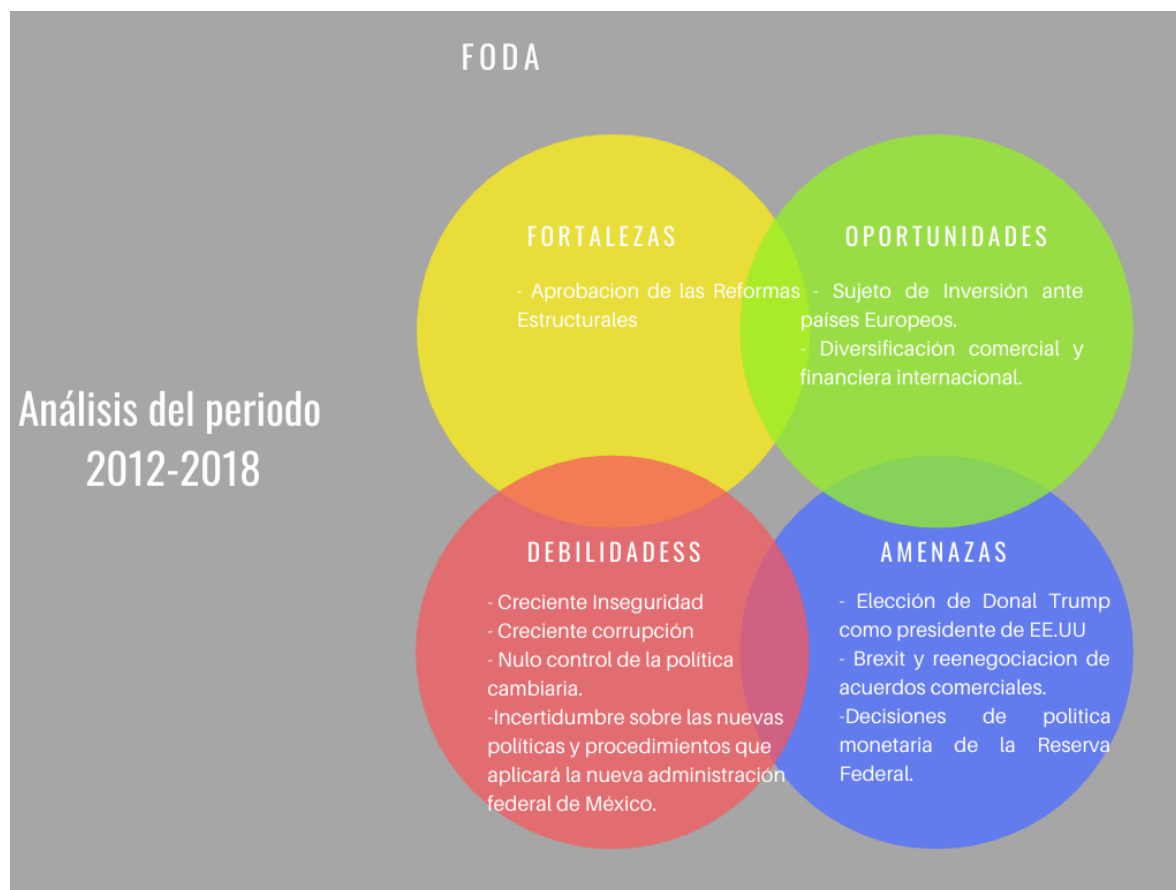 FODA
Análisis del periodo
2012-2018
FORTALEZAS
- Aprobacion de las Reformas
Estructurales
OPORTUNIDADES
- Sujeto de Inversión ante
países Europeos.
- Diversificación comercial y
financiera internacional.
DEBILIDADESS
- Creciente Inseguridad
- Creciente corrupción
- Nulo control de la política
cambiaria.
-Incertidumbre sobre las nuevas
políticas y procedimientos que
aplicará la nueva administración
federal de México.
AMENAZAS
- Elección de Donal Trump
como presidente de EE.UU
- Brexit y reenegociacion de
acuerdos comerciales.
-Decisiones de politica
monetaria de la Reserva
Federal.